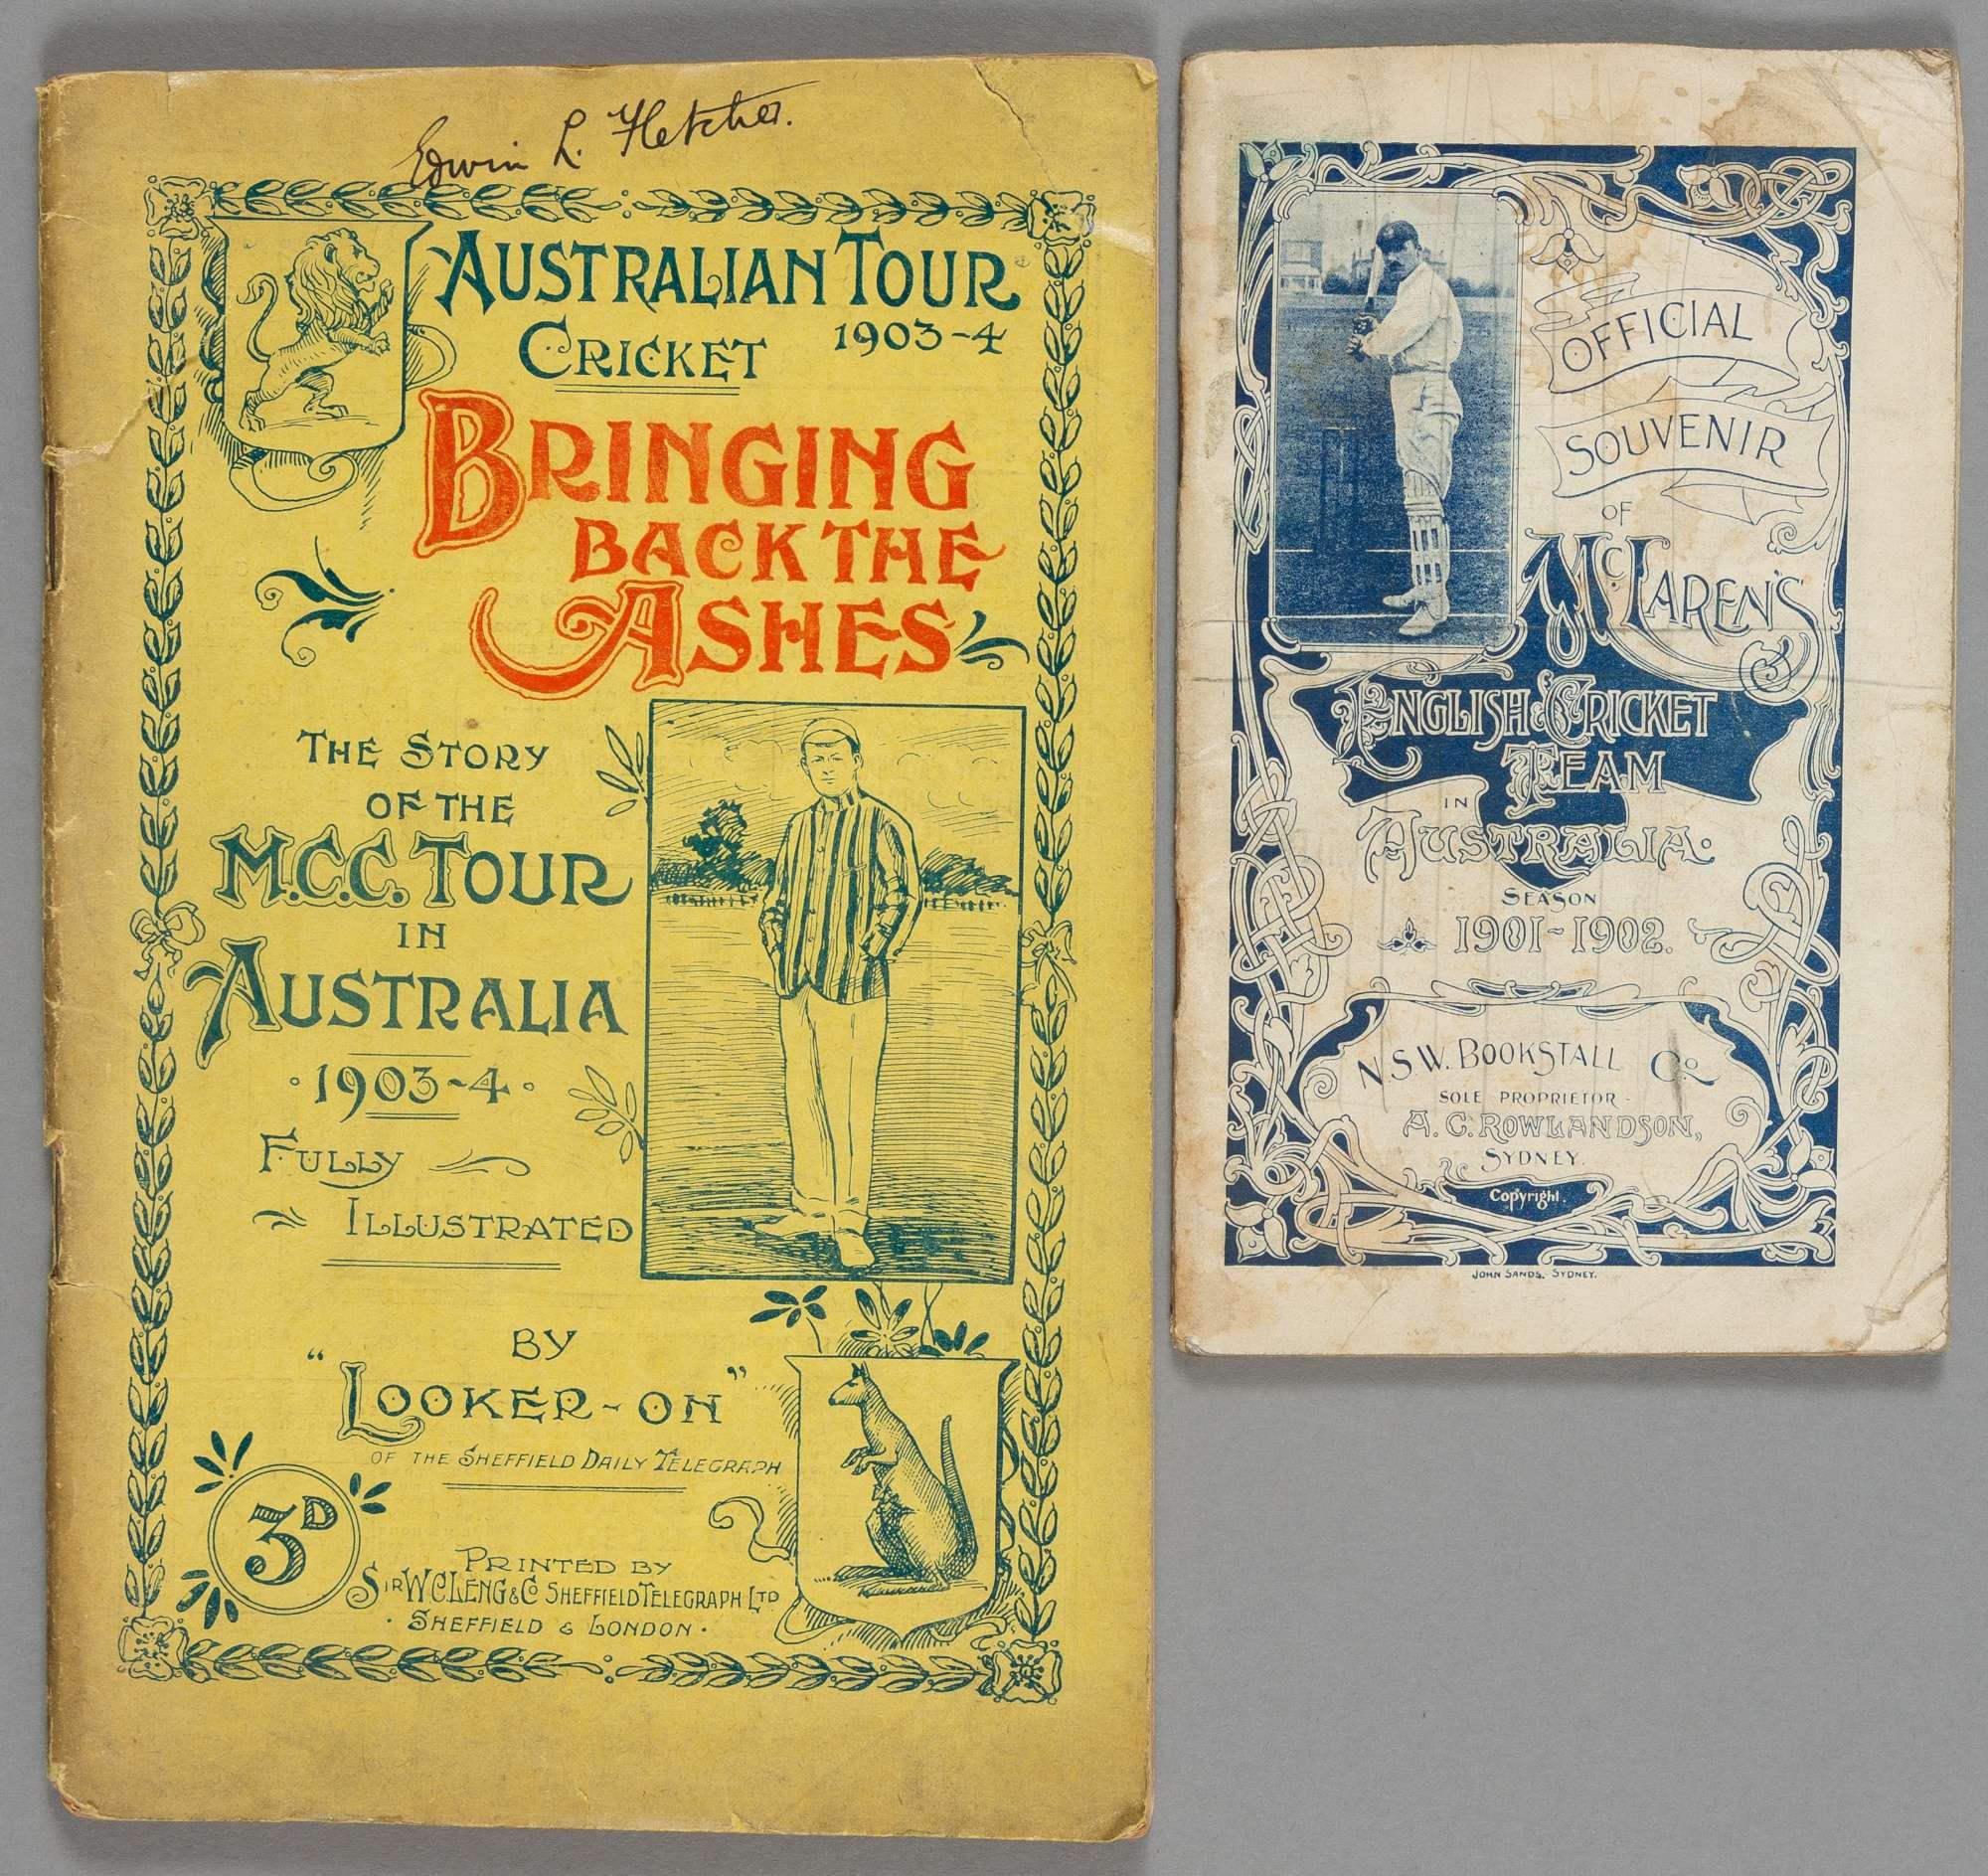 Edwin L. Fletcher.
AUSTRALIAN TOUR
CRICKET 1903-4
BRINGING
BACK THE
ASHES
THE STORY
OF THE
M.C.C. TOUR
IN
AUSTRALIA
·1903~4·
FULLY
ILLUSTRATED
BY
"LOOKER-ON"
OF THE SHEFFIELD DAILY TELEGRAPH
3D
PRINTED BY
SIR W.C. LENG & CO SHEFFIELD TELEGRAPH LTD
· SHEFFIELD & LONDON ·
OFFICIAL
SOUVENIR
OF
McLAREN'S
ENGLISH CRICKET
TEAM
IN
AUSTRALIA.
SEASON
1901-1902.
N.S.W. BOOKSTALL Co
SOLE PROPRIETOR -
A. C. ROWLANDSON,
SYDNEY.
Copyright.
JOHN SANDS, SYDNEY.